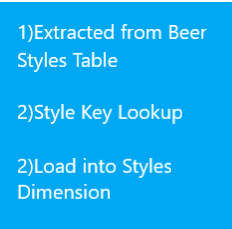 1)Extracted from Beer
Styles Table
2)Style Key Lookup
2)Load into Styles
Dimension